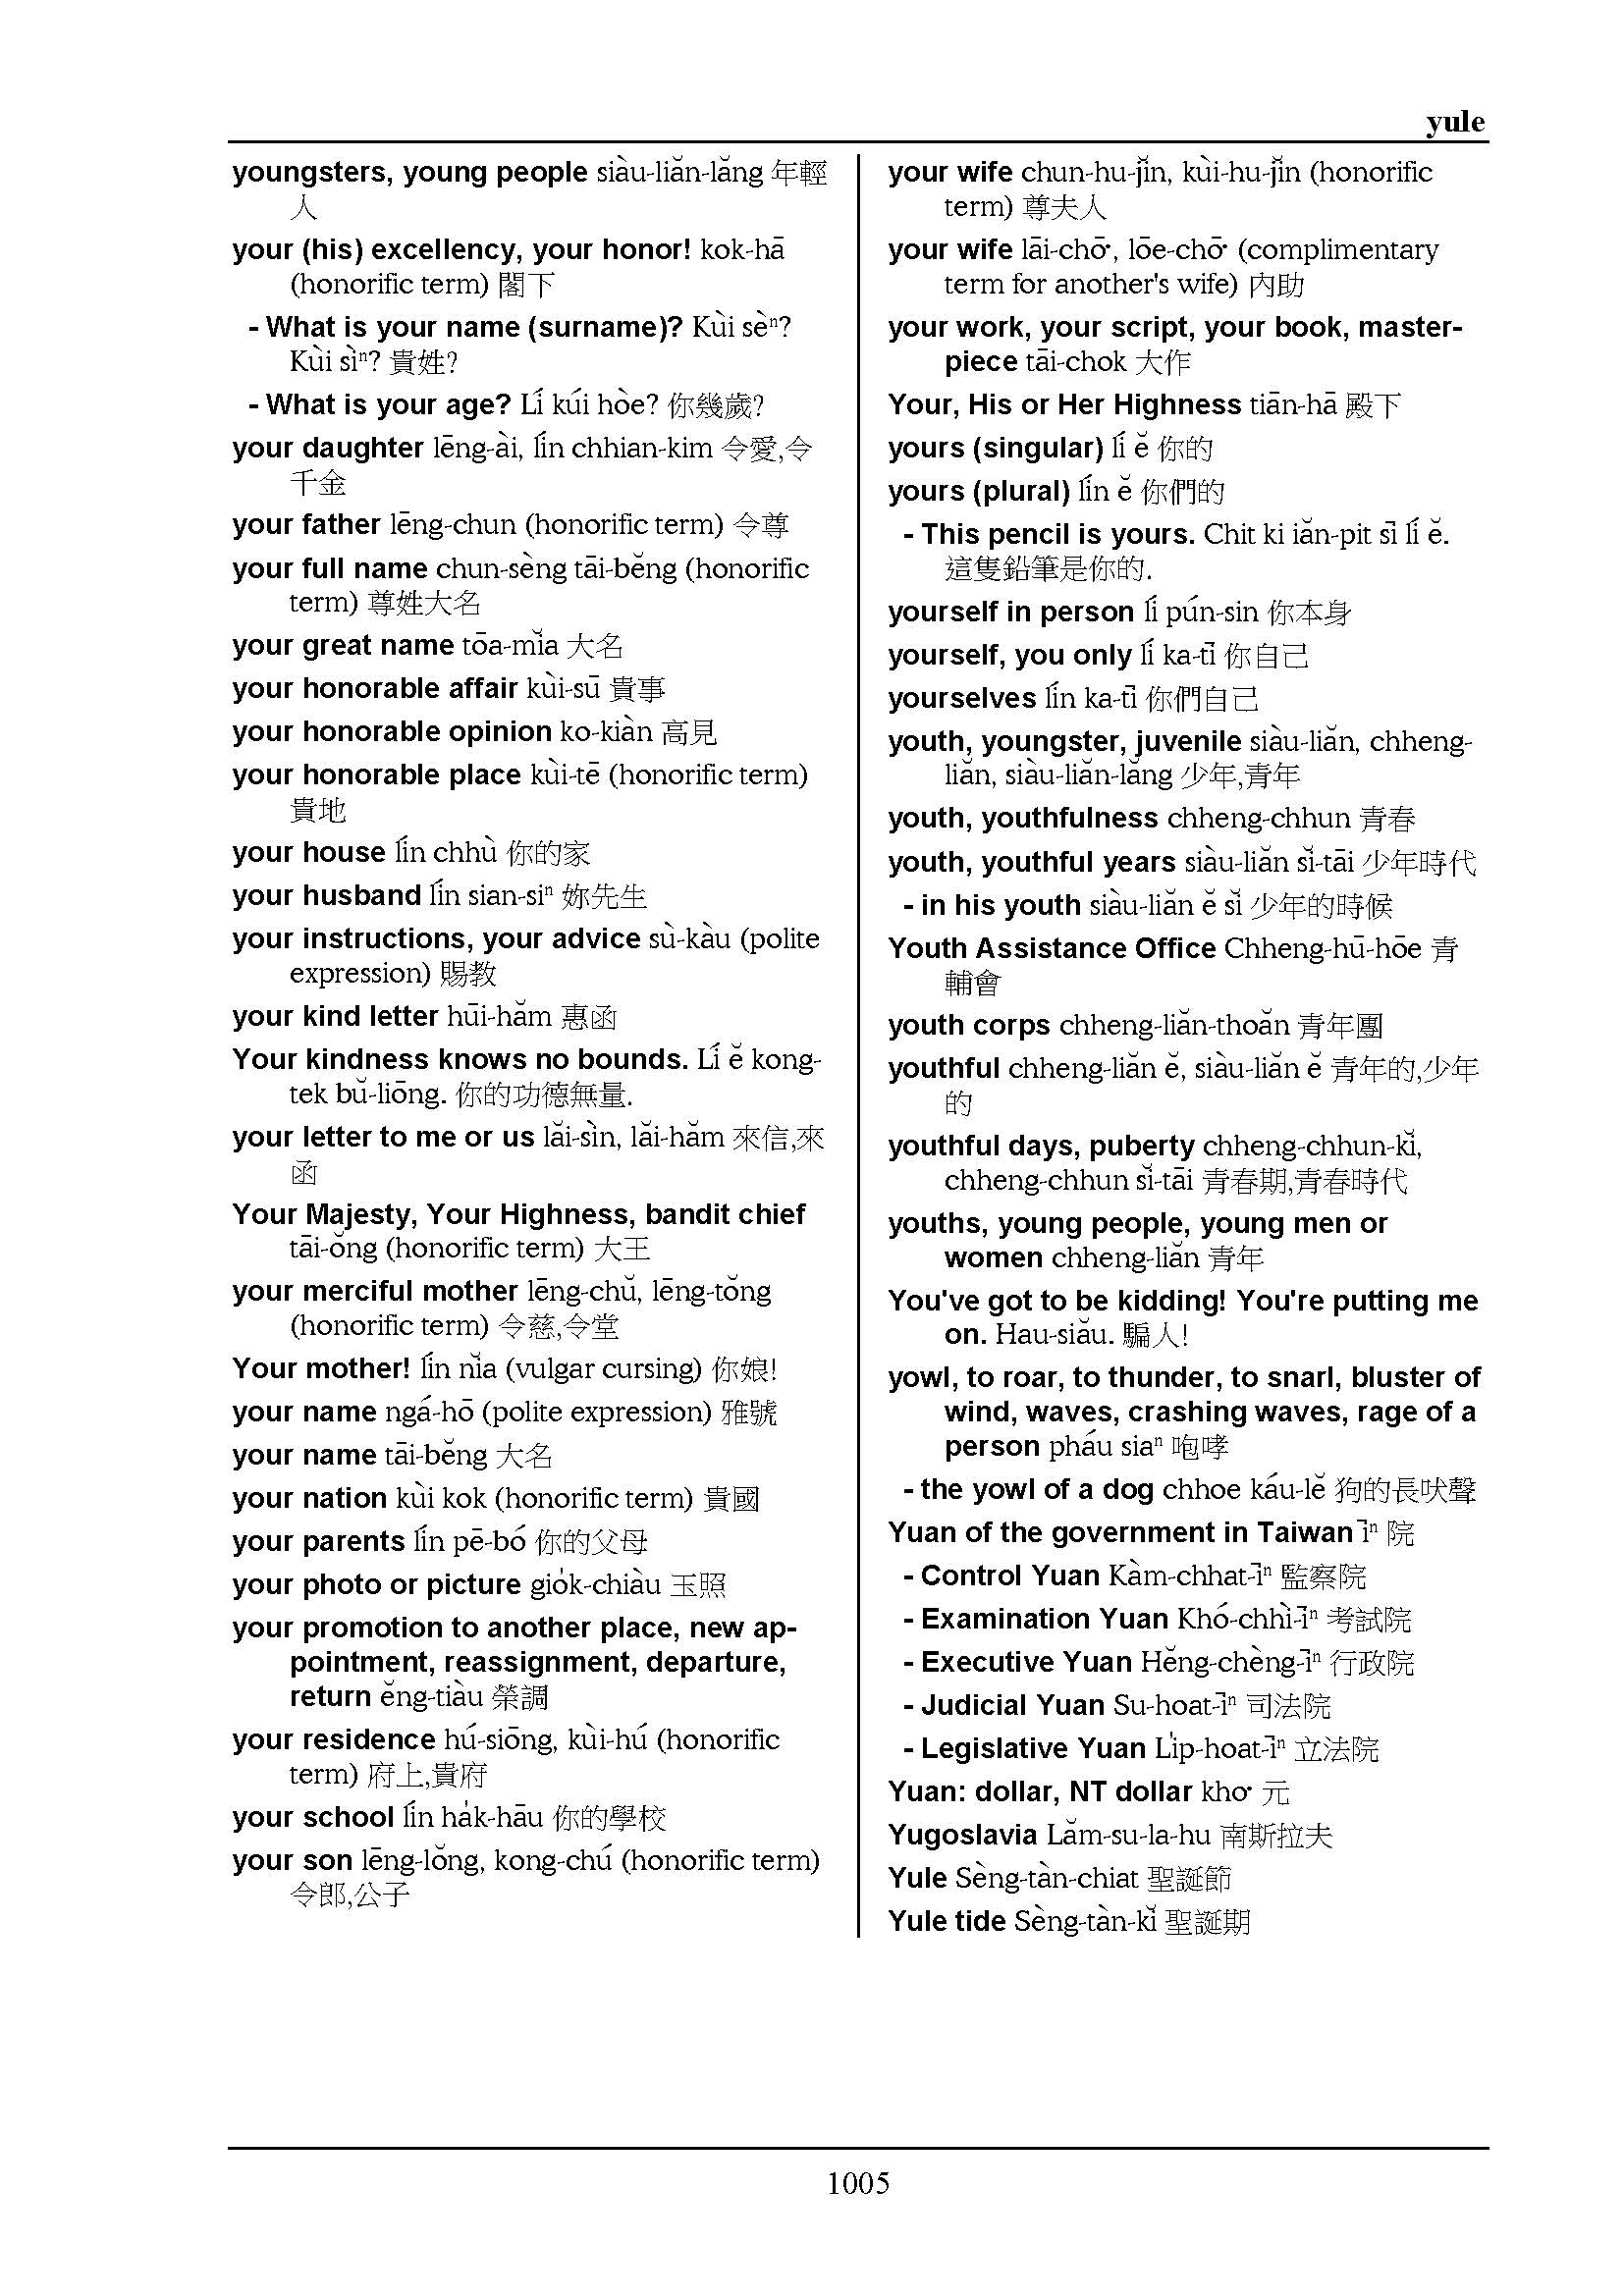 yule
youngsters, young people siàu-liăn-lăng 年輕
人
your (his) excellency, your honor! kok-hā
(honorific term) 閣下
- What is your name (surname)? Kùi sèⁿ?
Kùi sìⁿ? 貴姓?
- What is your age? Lí kúi hòe? 你幾歲?
your daughter lēng-ài, lín chhian-kim 令愛,令
千金
your father lēng-chun (honorific term) 令尊
your full name chun-sèng tāi-bĕng (honorific
term) 尊姓大名
your great name tōa-mĭa 大名
your honorable affair kùi-sū 貴事
your honorable opinion ko-kiàn 高見
your honorable place kùi-tē (honorific term)
貴地
your house lín chhù 你的家
your husband lín sian-siⁿ 妳先生
your instructions, your advice sù-kàu (polite
expression) 賜教
your kind letter hūi-hăm 惠函
Your kindness knows no bounds. Lí ĕ kong-
tek bŭ-liōng. 你的功德無量.
your letter to me or us lăi-sìn, lăi-hăm 來信,來
函
Your Majesty, Your Highness, bandit chief
tāi-ŏng (honorific term) 大王
your merciful mother lēng-chŭ, lēng-tŏng
(honorific term) 令慈,令堂
Your mother! lín nĭa (vulgar cursing) 你娘!
your name ngá-hō (polite expression) 雅號
your name tāi-bĕng 大名
your nation kùi kok (honorific term) 貴國
your parents lín pē-bó 你的父母
your photo or picture gio̍k-chiàu 玉照
your promotion to another place, new ap-
pointment, reassignment, departure,
return ĕng-tiàu 榮調
your residence hú-siōng, kùi-hú (honorific
term) 府上,貴府
your school lín ha̍k-hāu 你的學校
your son lēng-lŏng, kong-chú (honorific term)
令郎,公子
your wife chun-hu-jĭn, kùi-hu-jĭn (honorific
term) 尊夫人
your wife lāi-chō͘, lōe-chō͘ (complimentary
term for another's wife) 內助
your work, your script, your book, master-
piece tāi-chok 大作
Your, His or Her Highness tiān-hā 殿下
yours (singular) lí ĕ 你的
yours (plural) lín ĕ 你們的
- This pencil is yours. Chit ki iăn-pit sī lí ĕ.
這隻鉛筆是你的.
yourself in person lí pún-sin 你本身
yourself, you only lí ka-tī 你自己
yourselves lín ka-tī 你們自己
youth, youngster, juvenile siàu-liăn, chheng-
liăn, siàu-liăn-lăng 少年,青年
youth, youthfulness chheng-chhun 青春
youth, youthful years siàu-liăn sĭ-tāi 少年時代
- in his youth siàu-liăn ĕ sĭ 少年的時候
Youth Assistance Office Chheng-hū-hōe 青
輔會
youth corps chheng-liăn-thoăn 青年團
youthful chheng-liăn ĕ, siàu-liăn ĕ 青年的,少年
的
youthful days, puberty chheng-chhun-kĭ,
chheng-chhun sĭ-tāi 青春期,青春時代
youths, young people, young men or
women chheng-liăn 青年
You've got to be kidding! You're putting me
on. Hau-siău. 騙人!
yowl, to roar, to thunder, to snarl, bluster of
wind, waves, crashing waves, rage of a
person pháu siaⁿ 咆哮
- the yowl of a dog chhoe káu-lĕ 狗的長吠聲
Yuan of the government in Taiwan īⁿ 院
- Control Yuan Kàm-chhat-īⁿ 監察院
- Examination Yuan Khó-chhì-īⁿ 考試院
- Executive Yuan Hĕng-chèng-īⁿ 行政院
- Judicial Yuan Su-hoat-īⁿ 司法院
- Legislative Yuan Li̍p-hoat-īⁿ 立法院
Yuan: dollar, NT dollar kho͘ 元
Yugoslavia Lăm-su-la-hu 南斯拉夫
Yule Sèng-tàn-chiat 聖誕節
Yule tide Sèng-tàn-kĭ 聖誕期
1005